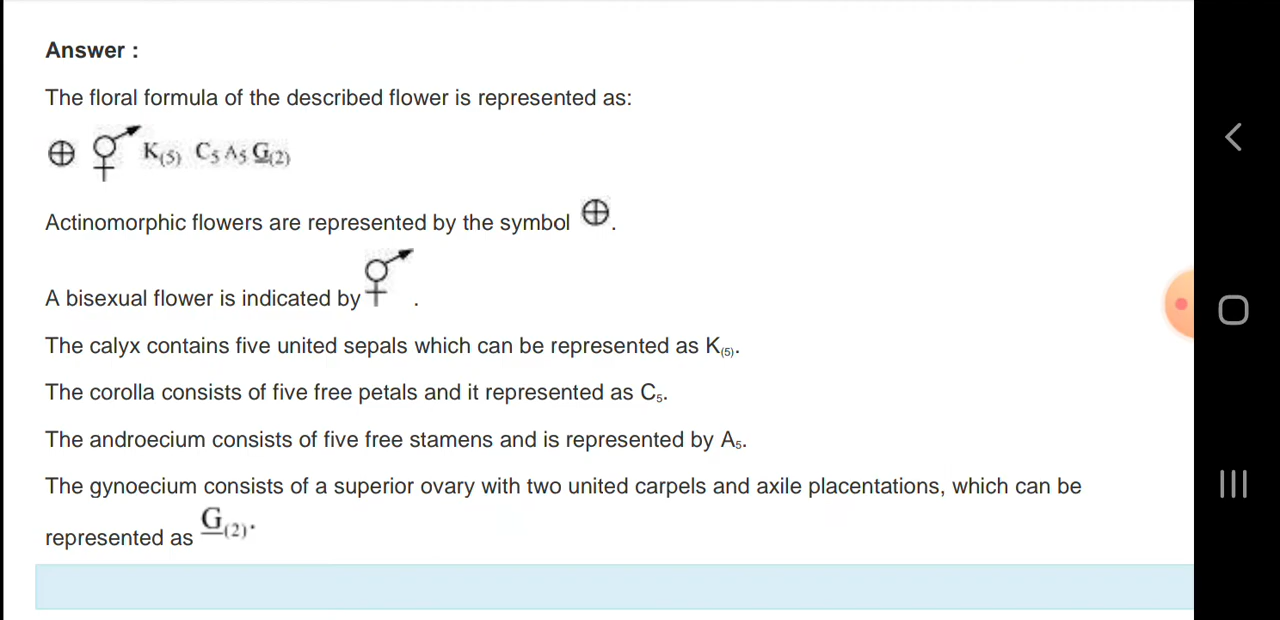 Answer :
The floral formula of the described flower is represented as:
⊕ ⚥ K₍₅₎ C₅ A₅ G̲₍₂₎
Actinomorphic flowers are represented by the symbol ⊕.
A bisexual flower is indicated by ⚥ .
The calyx contains five united sepals which can be represented as K₍₅₎.
The corolla consists of five free petals and it represented as C₅.
The androecium consists of five free stamens and is represented by A₅.
The gynoecium consists of a superior ovary with two united carpels and axile placentations, which can be
represented as G̲₍₂₎.